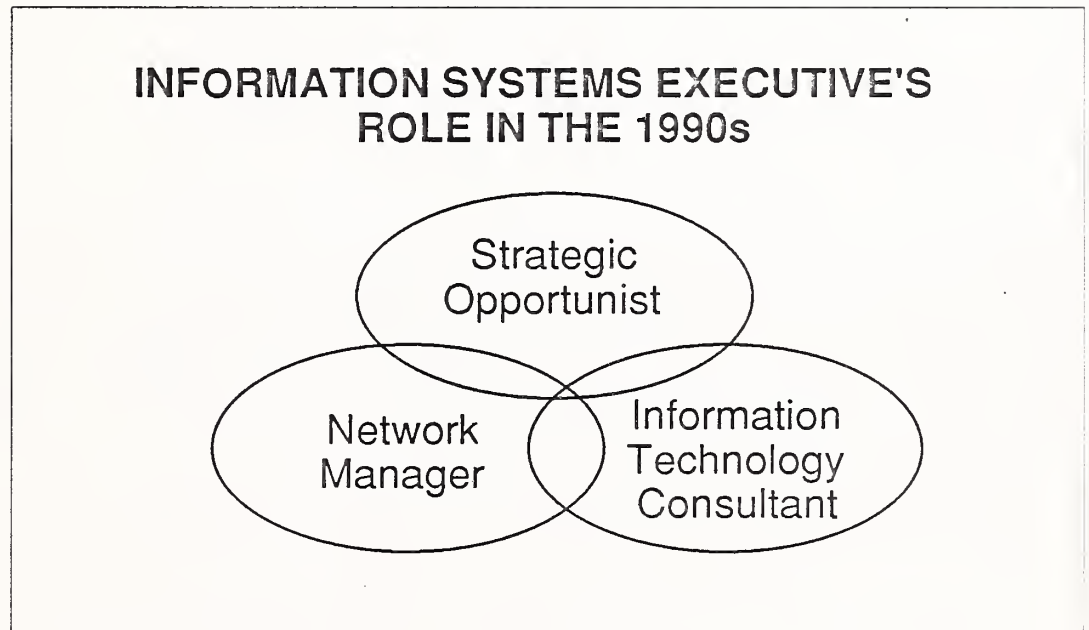 INFORMATION SYSTEMS EXECUTIVE'S
ROLE IN THE 1990s
Strategic
Opportunist
Network
Manager
Information
Technology
Consultant